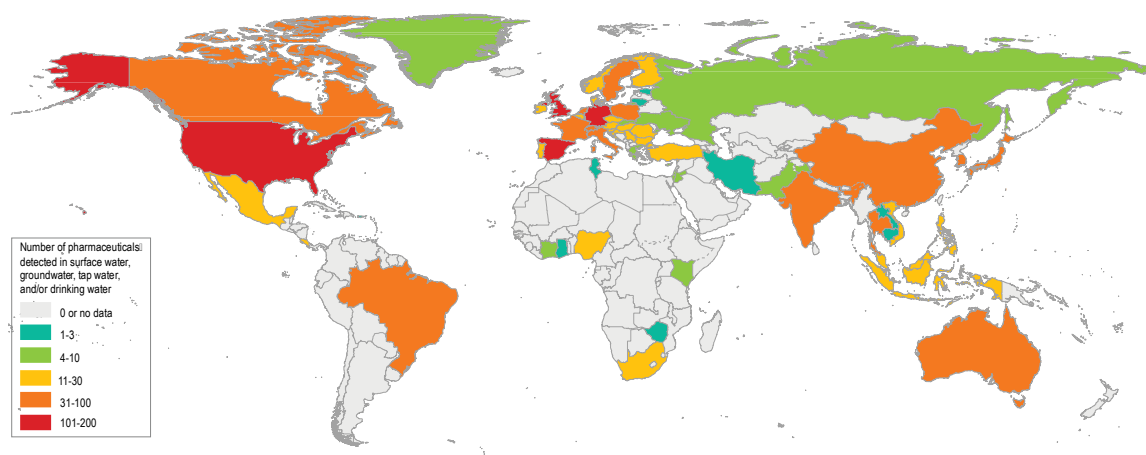 Number of pharmaceuticals
detected in surface water,
groundwater, tap water,
and/or drinking water
0 or no data
1-3
4-10
11-30
31-100
101-200